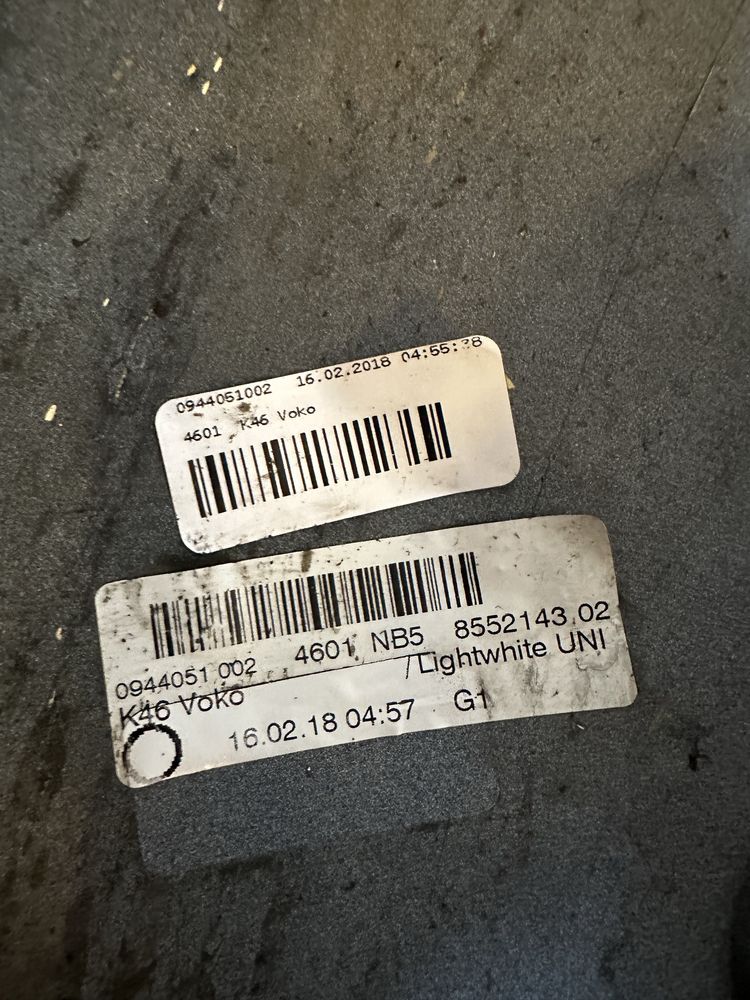 0944051002 16.02.2018 04:55:38
4601 K46 Voko
0944051 002 4601 NB5 8552143.02
K46 Voko /Lightwhite UNI
16.02.18 04:57 G1